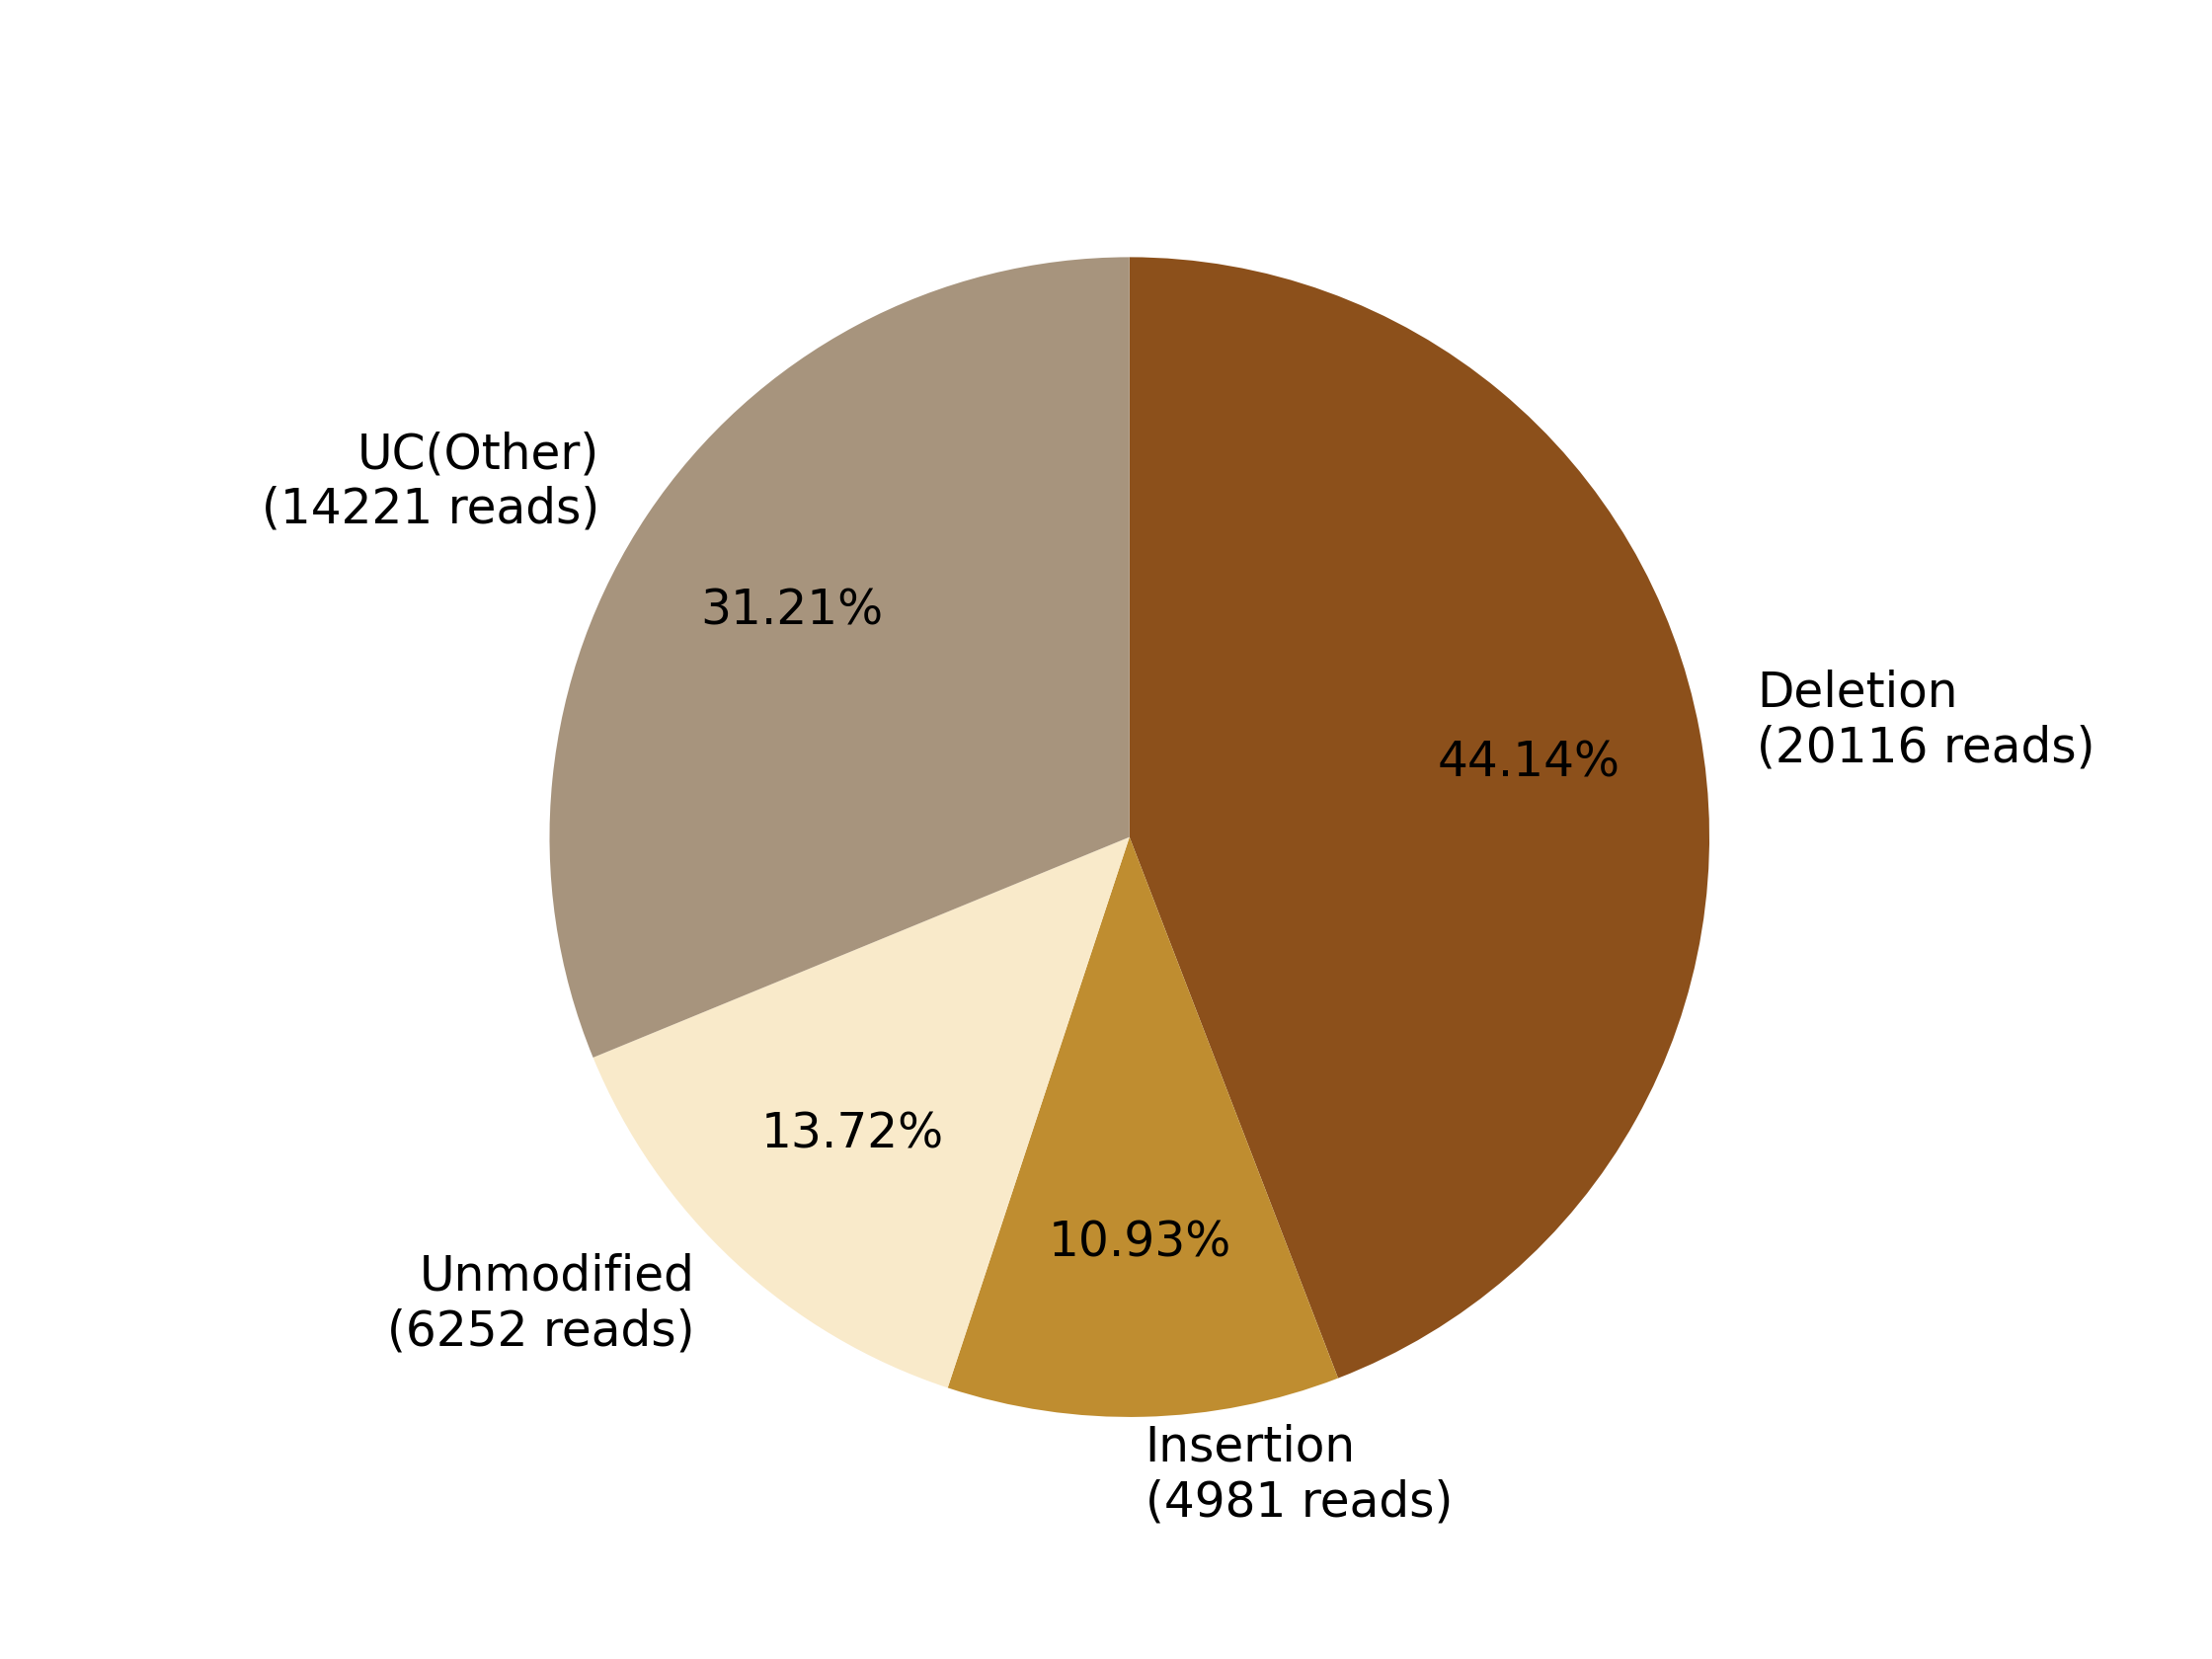 UC(Other)
(14221 reads)
31.21%
Deletion
(20116 reads)
44.14%
13.72%
Unmodified
(6252 reads)
10.93%
Insertion
(4981 reads)